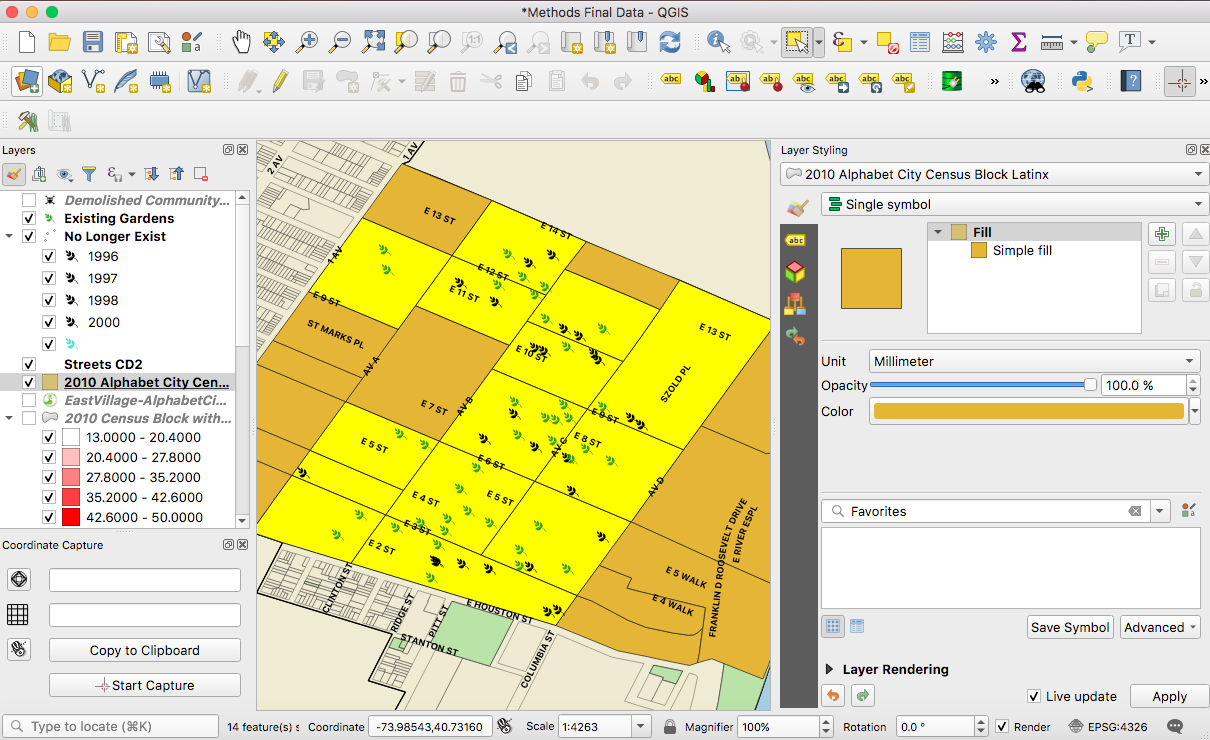 *Methods Final Data - QGIS
Layers
Demolished Community...
Existing Gardens
No Longer Exist
1996
1997
1998
2000
Streets CD2
2010 Alphabet City Cen...
EastVillage-AlphabetCi...
2010 Census Block with...
13.0000 - 20.4000
20.4000 - 27.8000
27.8000 - 35.2000
35.2000 - 42.6000
42.6000 - 50.0000
Coordinate Capture
Copy to Clipboard
Start Capture
2 AV
1 AV
E 13 ST
E 14 ST
1 AV
E 12 ST
E 11 ST
E 9 ST
E 13 ST
ST MARKS PL
E 10 ST
AV A
SZOLD PL
E 7 ST
AV B
E 9 ST
E 5 ST
AV C
E 8 ST
E 6 ST
AV D
E 4 ST
E 5 ST
E 3 ST
E 2 ST
FRANKLIN D ROOSEVELT DRIVE
E RIVER ESPL
E 5 WALK
E 4 WALK
CLINTON ST
RIDGE ST
PITT ST
E HOUSTON ST
STANTON ST
COLUMBIA ST
Layer Styling
2010 Alphabet City Census Block Latinx
Single symbol
Fill
Simple fill
Unit
Millimeter
Opacity
100.0 %
Color
Favorites
Save Symbol
Advanced
Layer Rendering
Live update
Apply
Type to locate (⌘K)
14 feature(s) s
Coordinate
-73.98543,40.73160
Scale
1:4263
Magnifier
100%
Rotation
0.0 °
Render
EPSG:4326